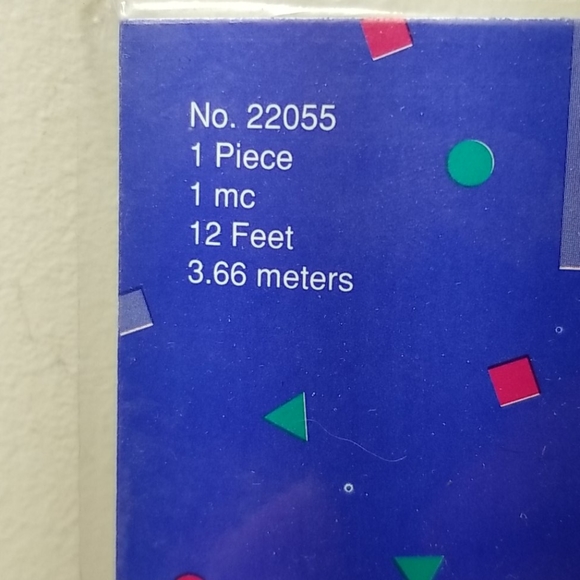 No. 22055
1 Piece
1 mc
12 Feet
3.66 meters